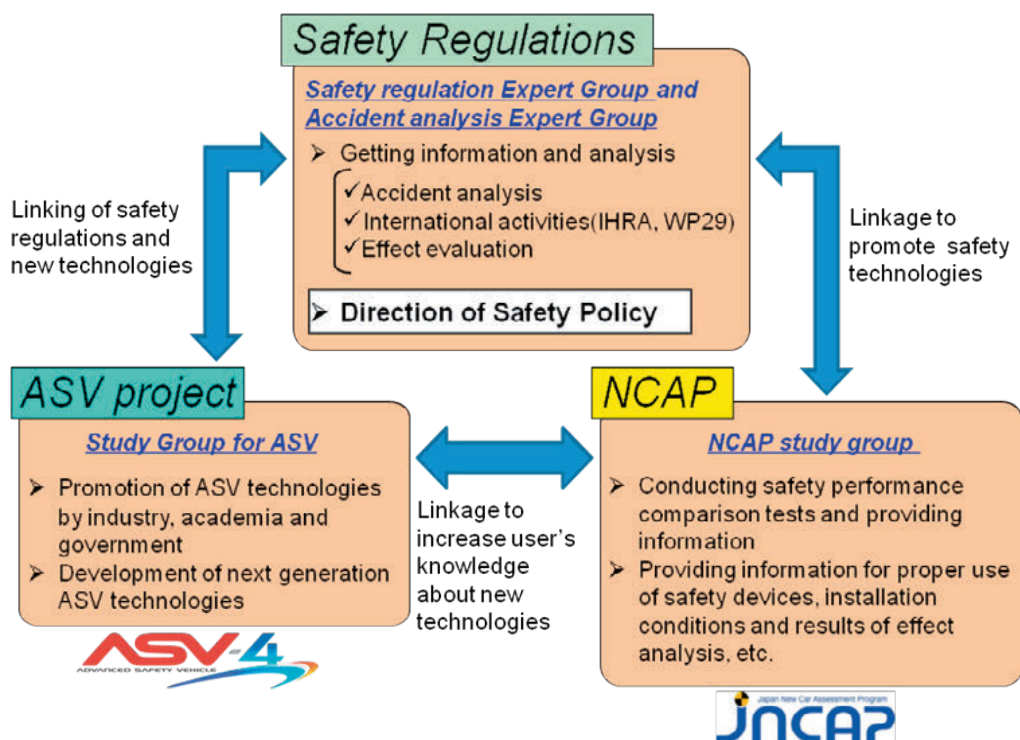 Safety Regulations
Safety regulation Expert Group and
Accident analysis Expert Group
➢ Getting information and analysis
✓Accident analysis
✓International activities(IHRA, WP29)
✓Effect evaluation
➢ Direction of Safety Policy
Linking of safety
regulations and
new technologies
Linkage to
promote safety
technologies
ASV project
Study Group for ASV
➢ Promotion of ASV technologies
by industry, academia and
government
➢ Development of next generation
ASV technologies
ASV-4
ADVANCED SAFETY VEHICLE
Linkage to
increase user's
knowledge
about new
technologies
NCAP
NCAP study group
➢ Conducting safety performance
comparison tests and providing
information
➢ Providing information for proper use
of safety devices, installation
conditions and results of effect
analysis, etc.
Japan New Car Assessment Program
JNCAP